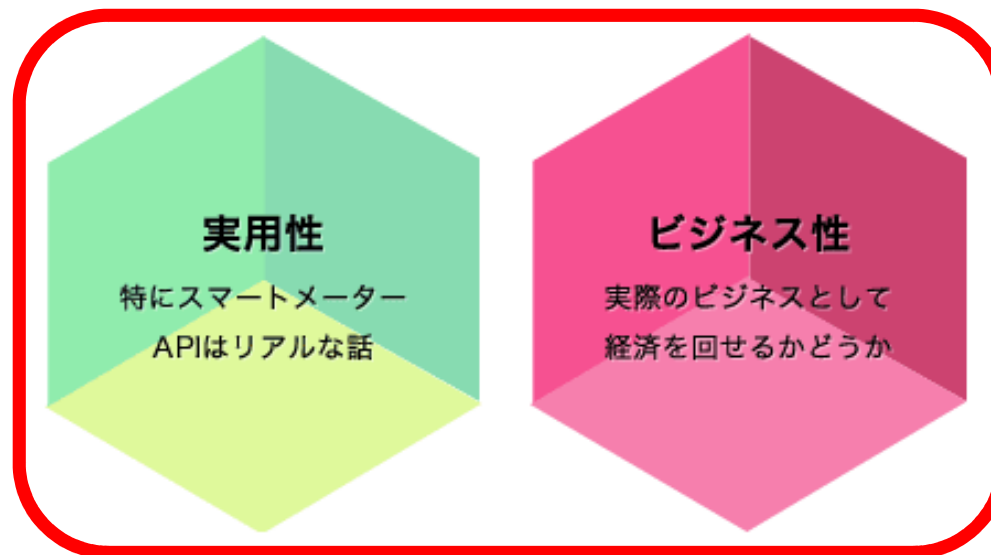 実用性
特にスマートメーター
APIはリアルな話
ビジネス性
実際のビジネスとして
経済を回せるかどうか